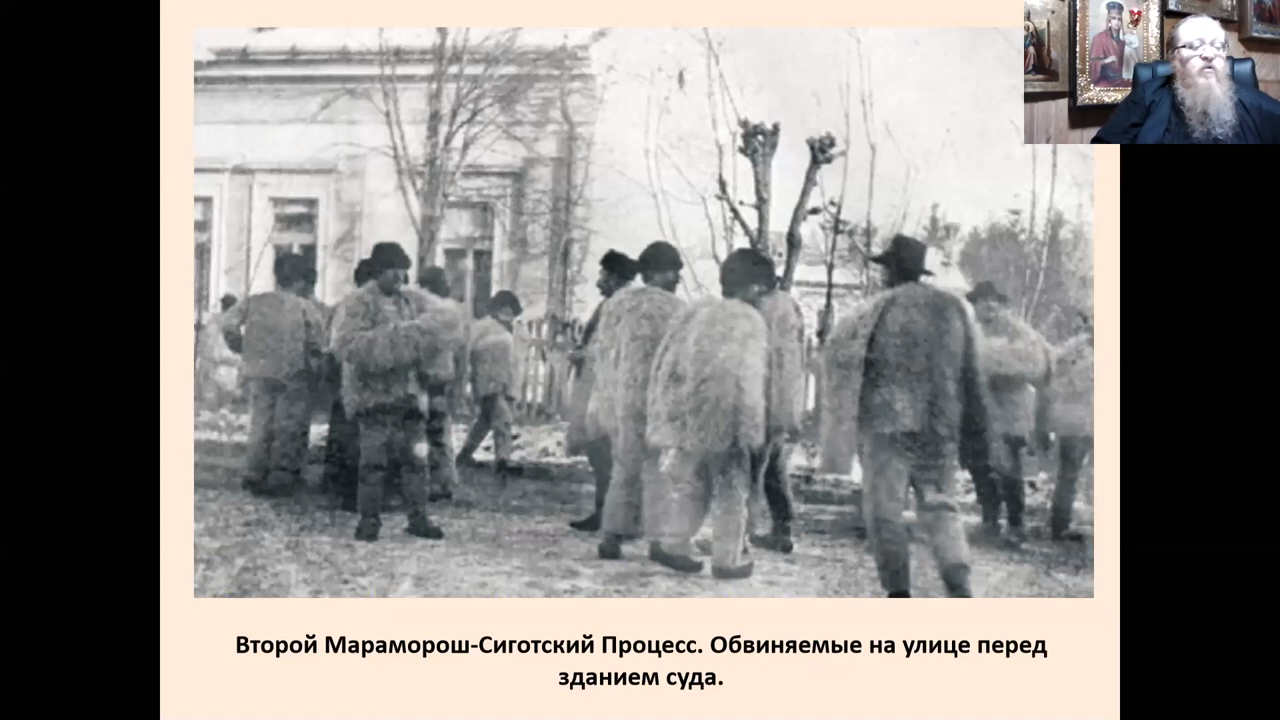 Второй Мараморош-Сиготский Процесс. Обвиняемые на улице перед
зданием суда.